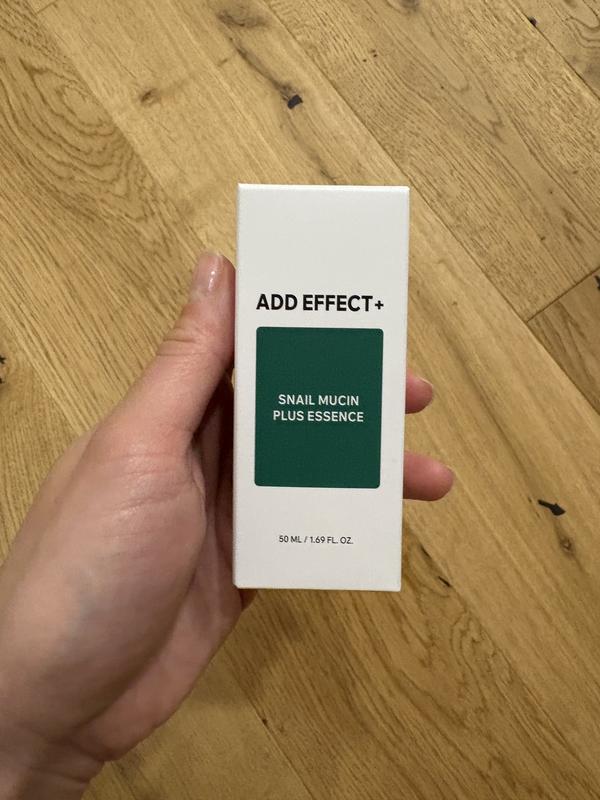 ADD EFFECT+
SNAIL MUCIN
PLUS ESSENCE
50 ML / 1.69 FL. OZ.